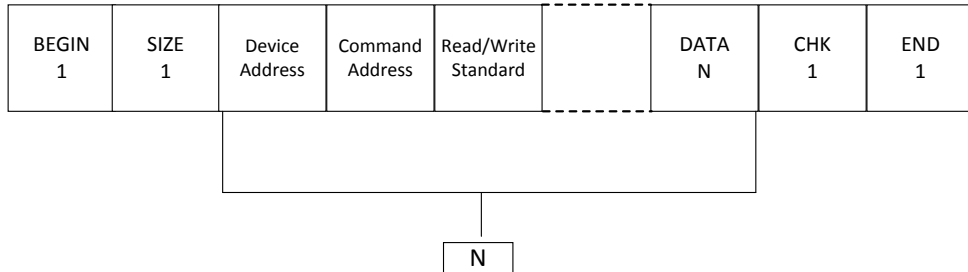 BEGIN
1
SIZE
1
Device
Address
Command
Address
Read/Write
Standard
DATA
N
CHK
1
END
1
N